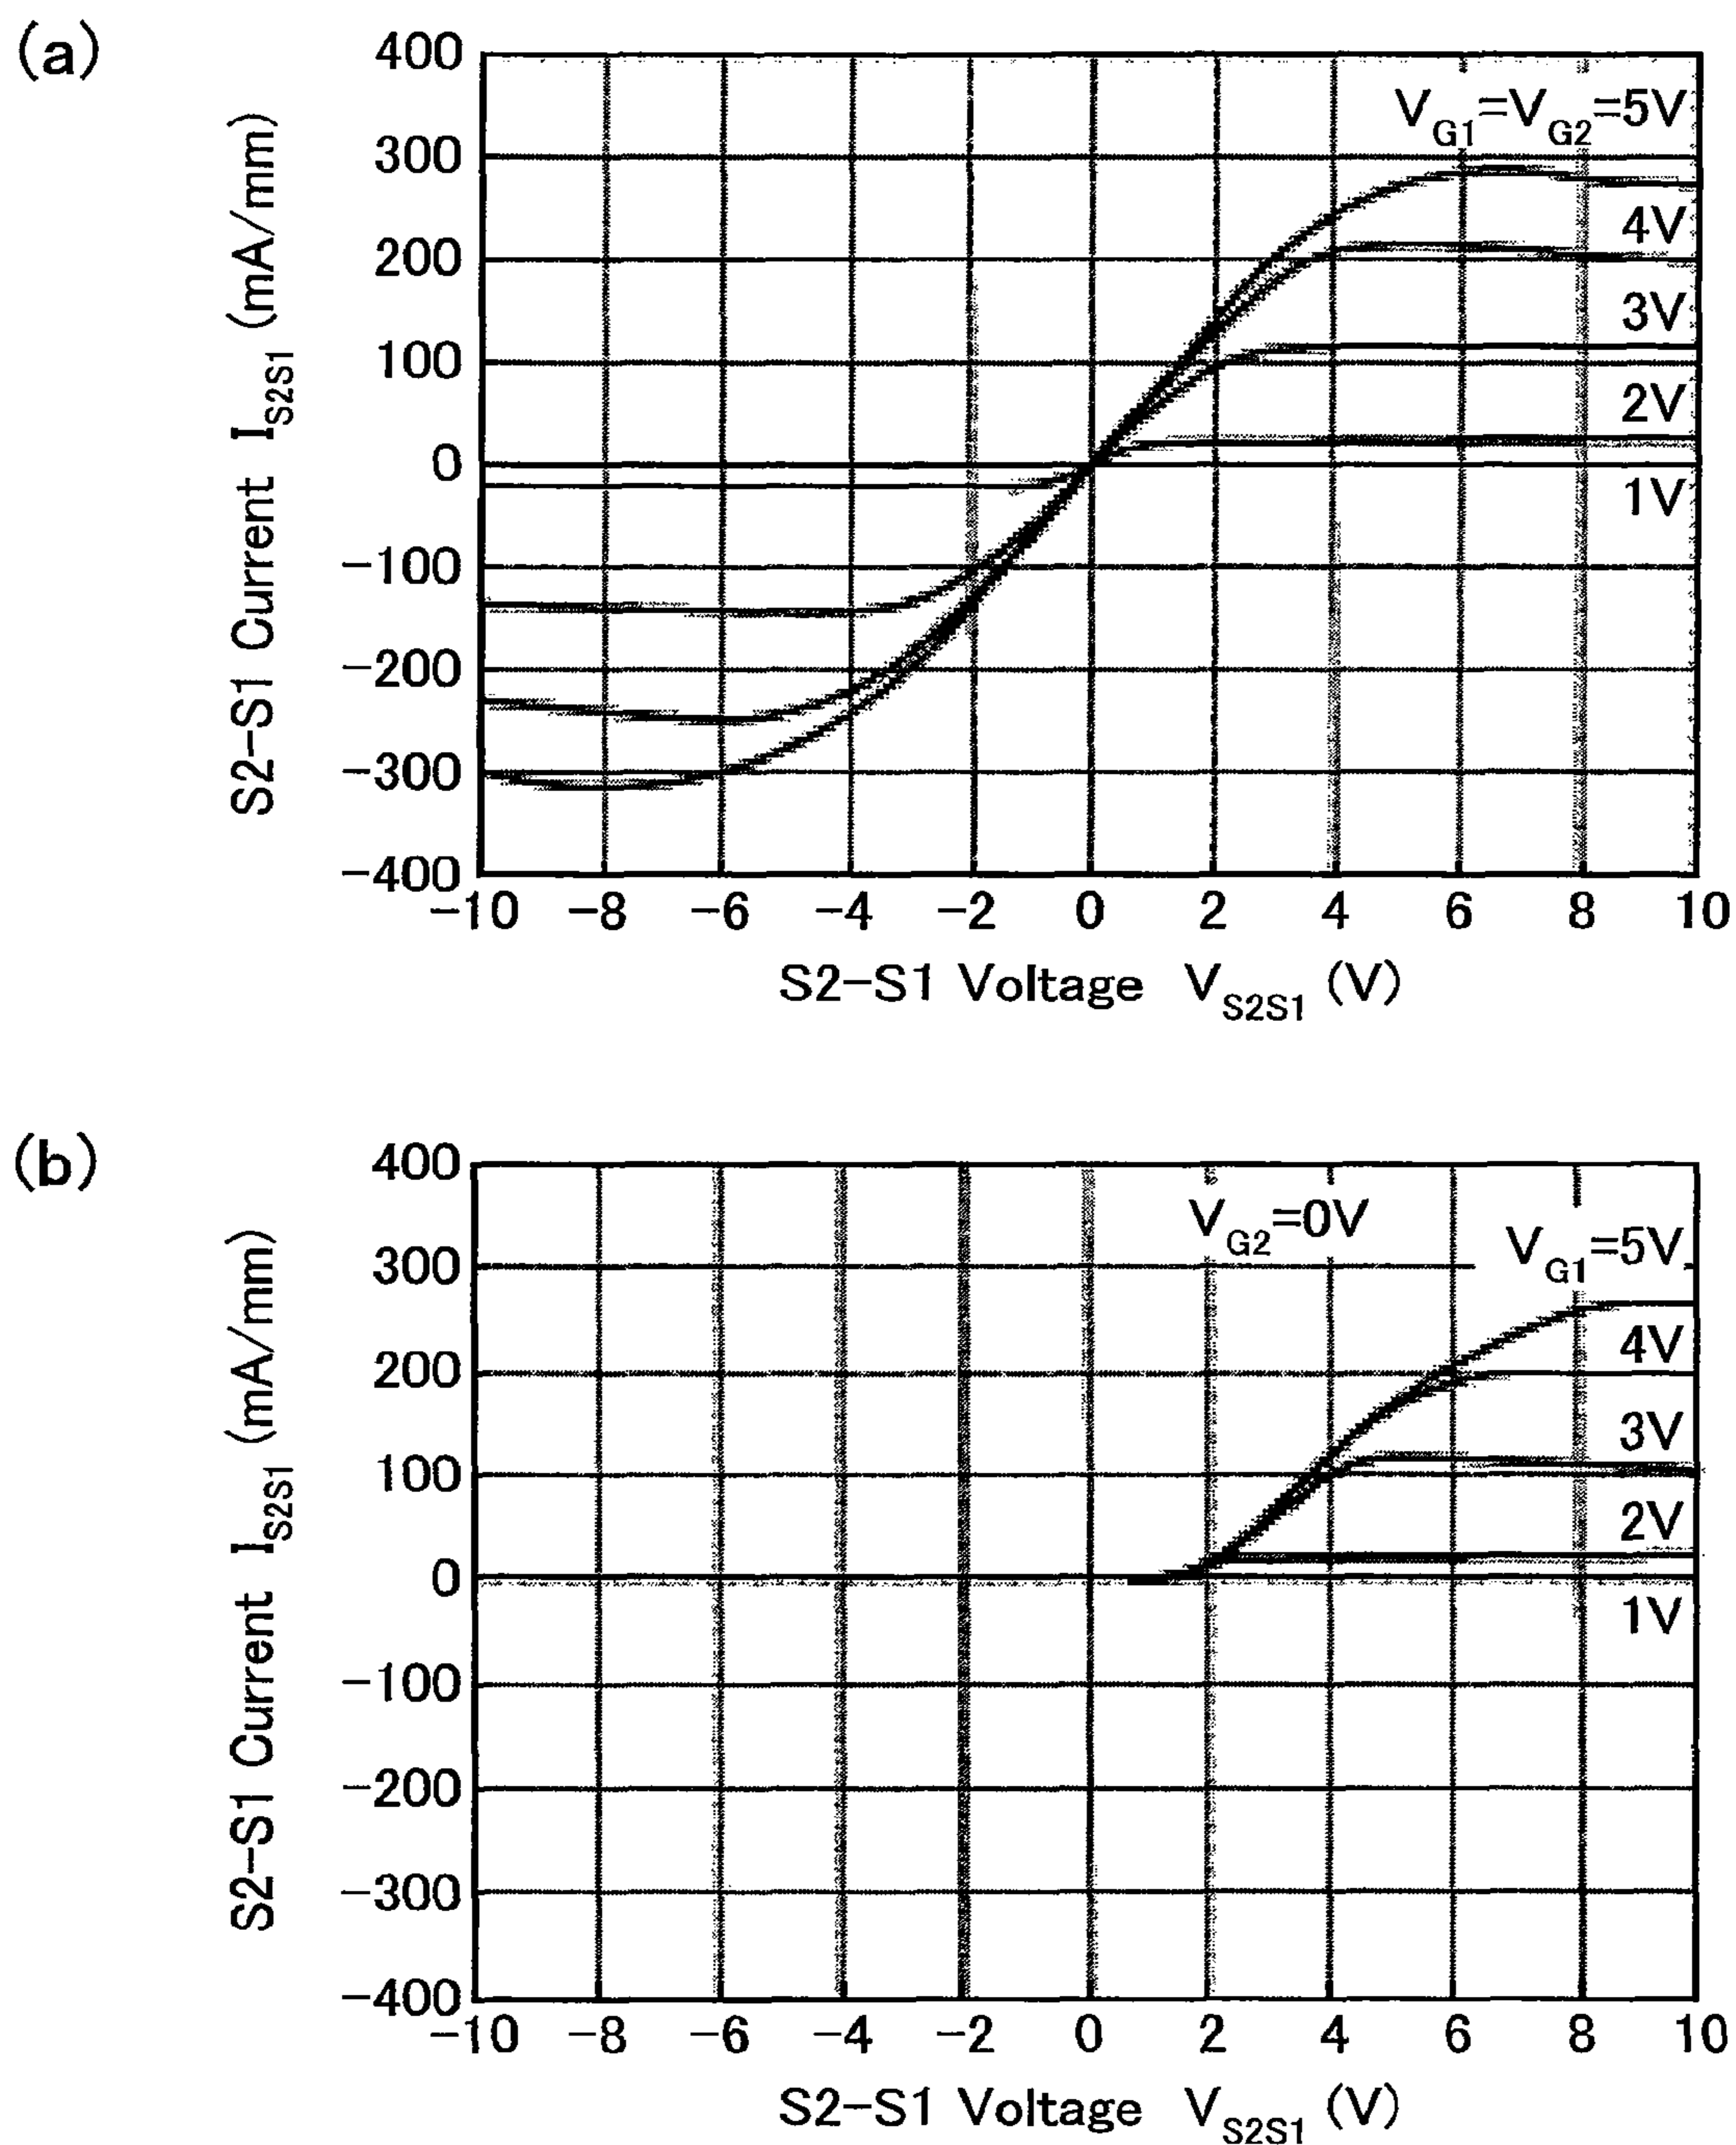 (a)
400
300
200
100
0
−100
−200
−300
−400
S2−S1 Current I_S2S1 (mA/mm)
V_G1=V_G2=5V
4V
3V
2V
1V
−10 −8 −6 −4 −2 0 2 4 6 8 10
S2−S1 Voltage V_S2S1 (V)
(b)
400
300
200
100
0
−100
−200
−300
−400
S2−S1 Current I_S2S1 (mA/mm)
V_G2=0V
V_G1=5V
4V
3V
2V
1V
−10 −8 −6 −4 −2 0 2 4 6 8 10
S2−S1 Voltage V_S2S1 (V)